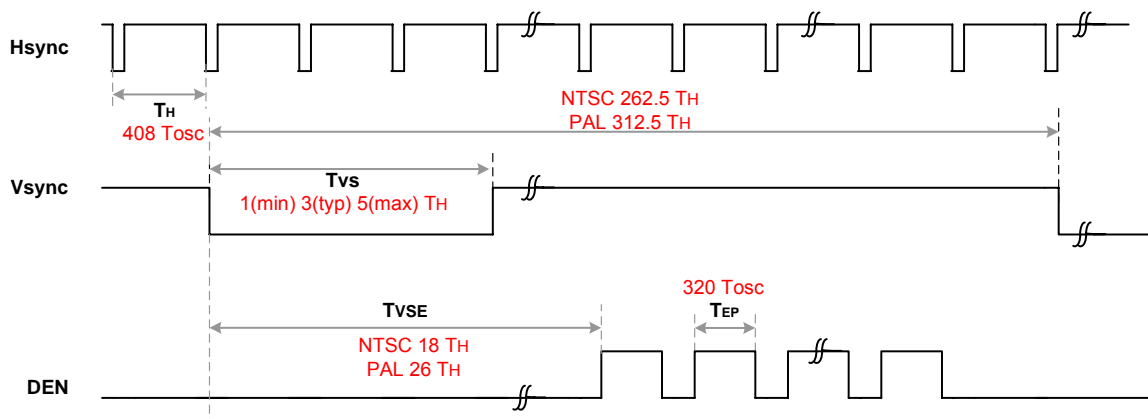 Hsync
TH
408 Tosc
NTSC 262.5 TH
PAL 312.5 TH
Vsync
TVS
1(min) 3(typ) 5(max) TH
320 Tosc
TVSE
TEP
NTSC 18 TH
PAL 26 TH
DEN